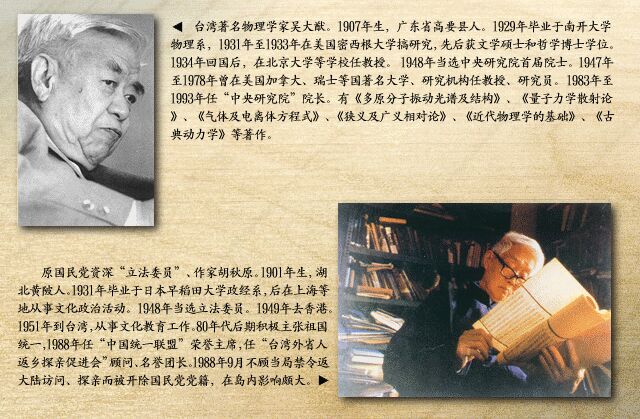 ◀ 台湾著名物理学家吴大猷。1907年生，广东省高要县人。1929年毕业于南开大学
物理系，1931年至1933年在美国密西根大学搞研究，先后获文学硕士和哲学博士学位。
1934年回国后，在北京大学等学校任教授。 1948年当选中央研究院首届院士。1947年
至1978年曾在美国加拿大、瑞士等国著名大学、研究机构任教授、研究员。1983年至
1993年任“中央研究院”院长。有《多原分子振动光谱及结构》、《量子力学散射论
》、《气体及电离体方程式》、《狭义及广义相对论》、《近代物理学的基础》、《古
典动力学》等著作。
原国民党资深“立法委员”、作家胡秋原。1901年生，湖
北黄陂人。1931年毕业于日本早稻田大学政经系，后在上海等
地从事文化政治活动。1948年当选立法委员。1949年去香港。
1951年到台湾，从事文化教育工作。80年代后期积极主张祖国
统一，1988年任“中国统一联盟”荣誉主席，任“台湾外省人
返乡探亲促进会”顾问、名誉团长。1988年9月不顾当局禁令返
大陆访问、探亲而被开除国民党党籍，在岛内影响颇大。▶